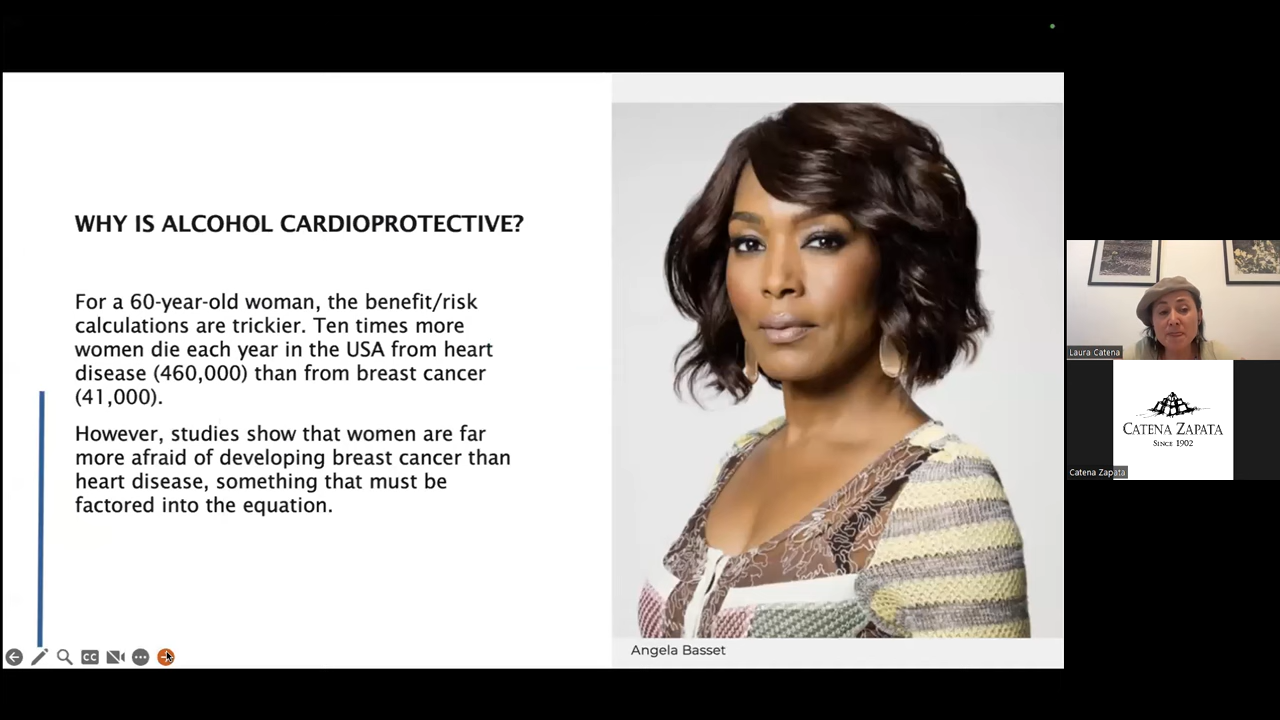 WHY IS ALCOHOL CARDIOPROTECTIVE?
For a 60-year-old woman, the benefit/risk
calculations are trickier. Ten times more
women die each year in the USA from heart
disease (460,000) than from breast cancer
(41,000).
However, studies show that women are far
more afraid of developing breast cancer than
heart disease, something that must be
factored into the equation.
CC
Angela Basset
Laura Catena
CATENA ZAPATA
SINCE 1902
Catena Zapata